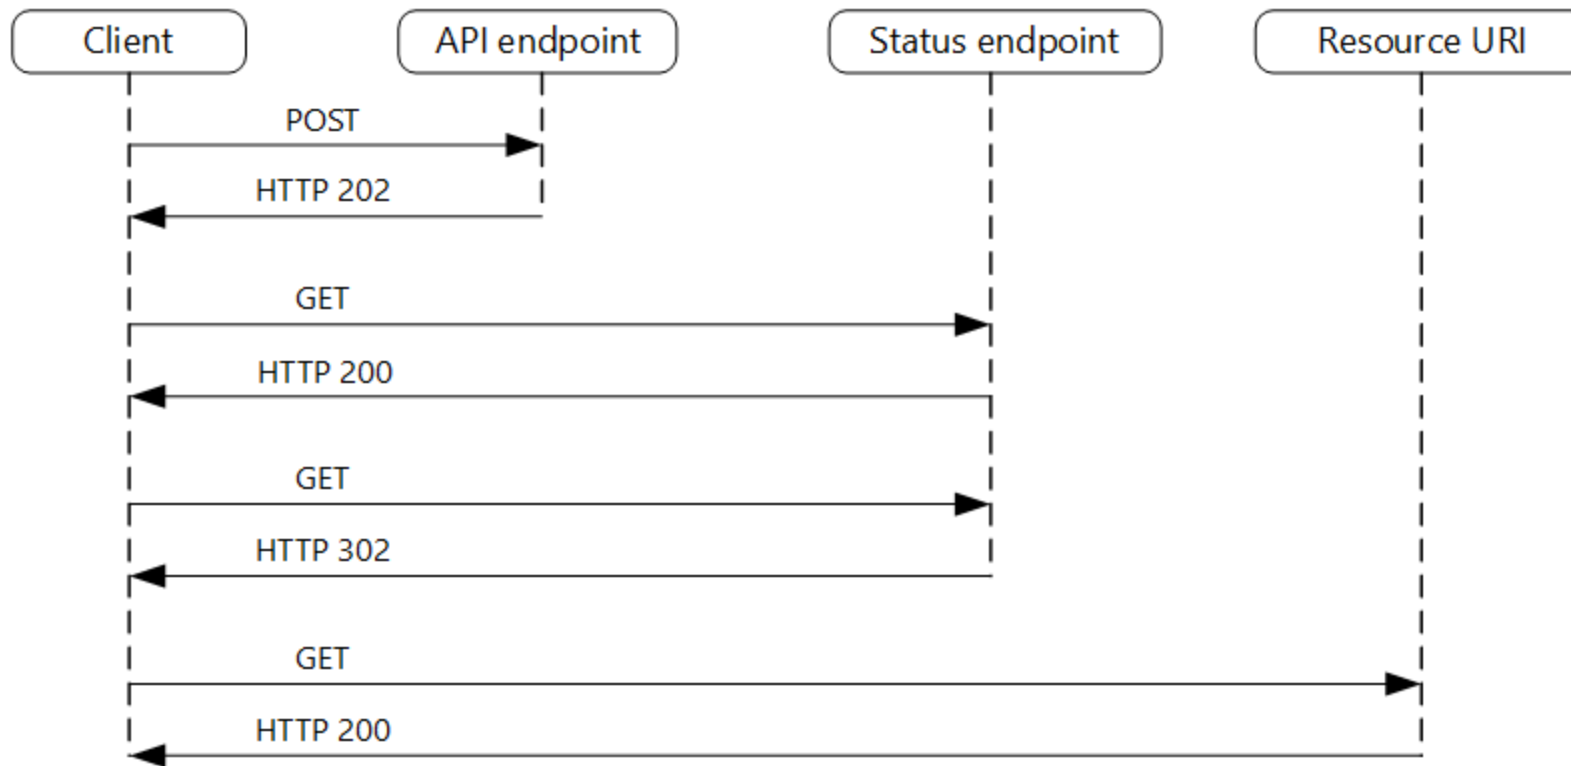 Client
API endpoint
Status endpoint
Resource URI
POST
HTTP 202
GET
HTTP 200
GET
HTTP 302
GET
HTTP 200